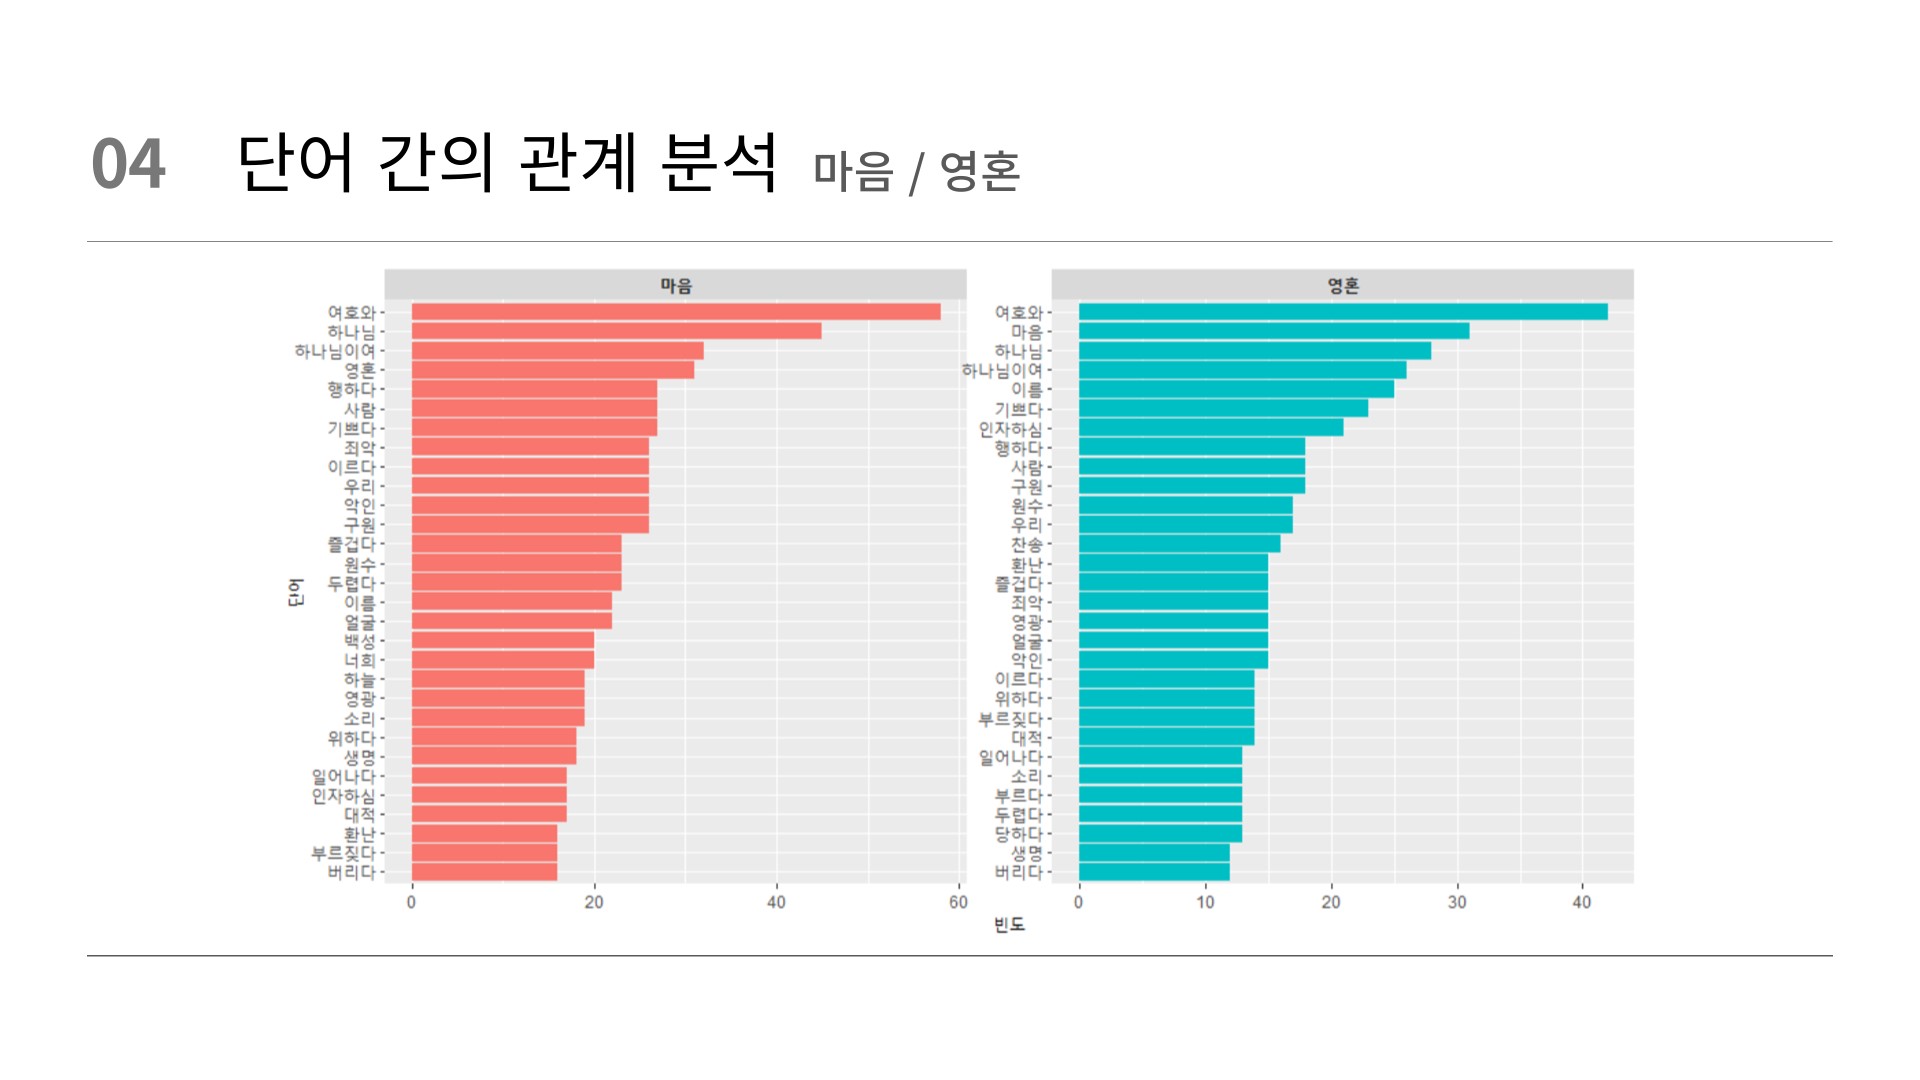 04 단어 간의 관계 분석 마음 / 영혼
마음
여호와
하나님
하나님이여
영혼
행하다
사람
기쁘다
죄악
이르다
우리
악인
구원
즐겁다
원수
두렵다
이름
얼굴
백성
너희
하늘
영광
소리
위하다
생명
일어나다
인자하심
대적
환난
부르짖다
버리다
단어
0 20 40 60
영혼
여호와
마음
하나님
하나님이여
이름
기쁘다
인자하심
행하다
사람
구원
원수
우리
찬송
환난
즐겁다
죄악
영광
얼굴
악인
이르다
위하다
부르짖다
대적
일어나다
소리
부르다
두렵다
당하다
생명
버리다
0 10 20 30 40
빈도